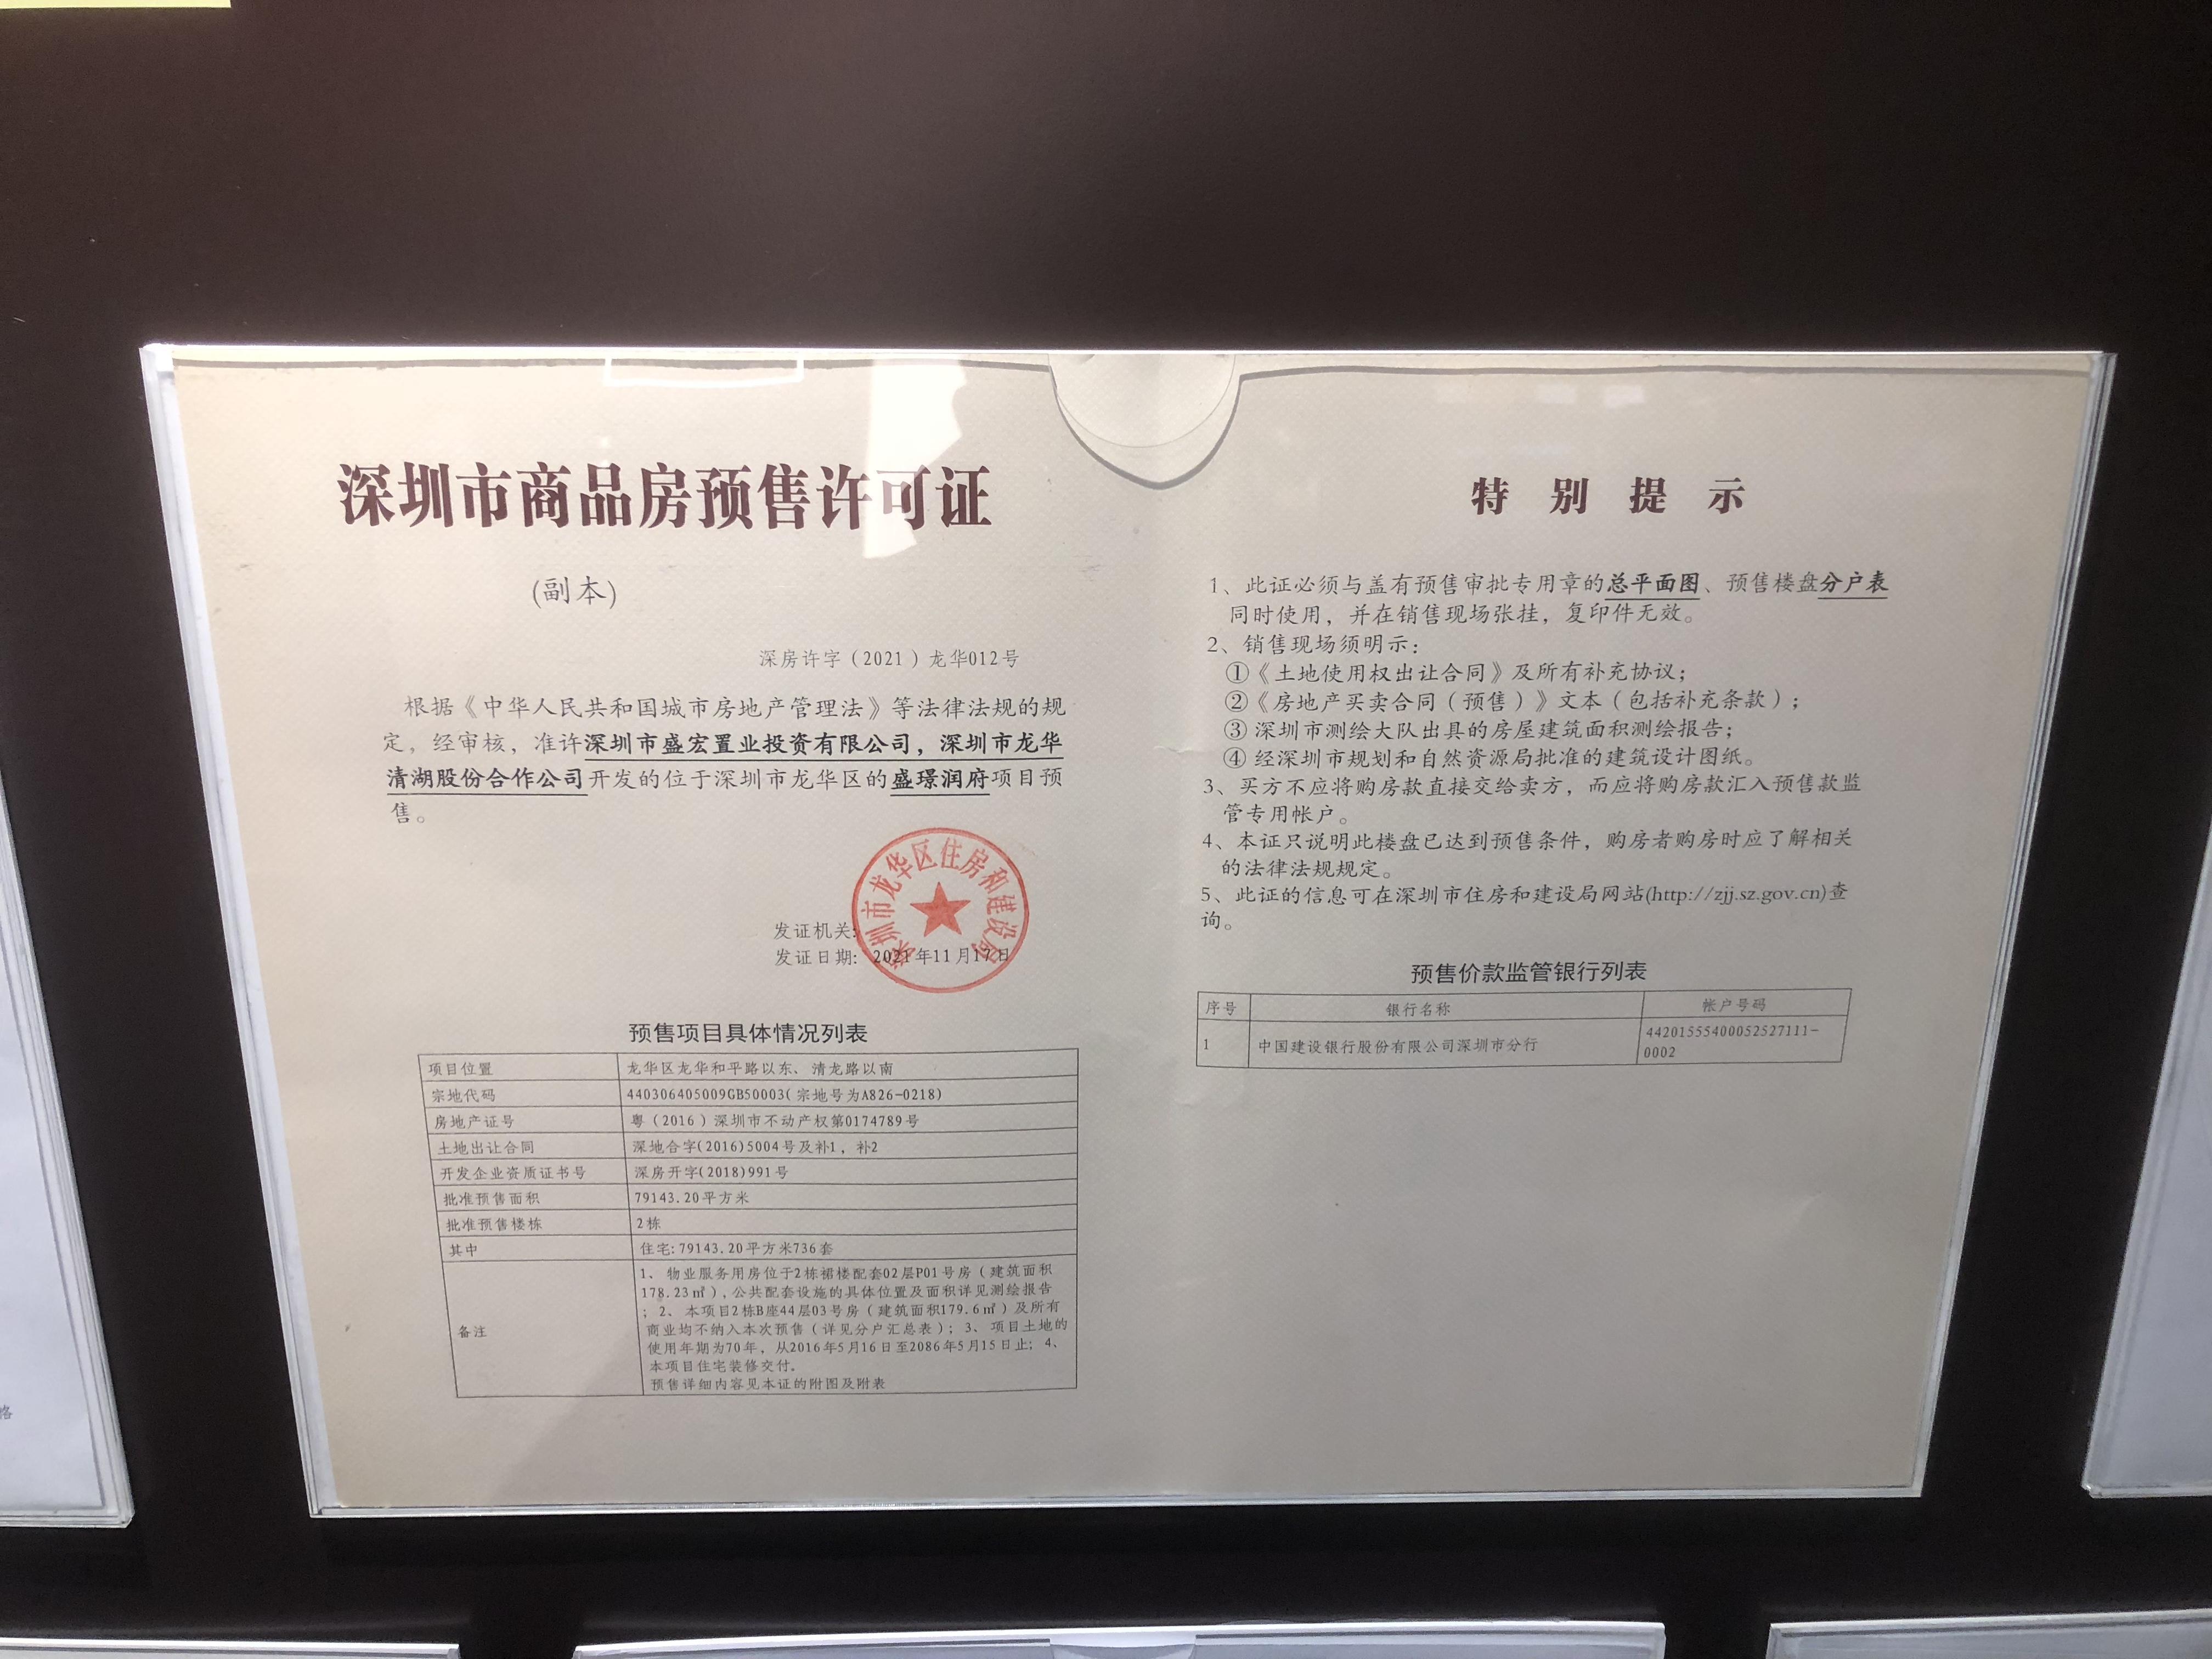 深圳市商品房预售许可证
(副本)
深房许字（2021）龙华012号
根据《中华人民共和国城市房地产管理法》等法律法规的规
定，经审核，准许深圳市盛宏置业投资有限公司，深圳市龙华
清湖股份合作公司开发的位于深圳市龙华区的盛璟润府项目预
售。
深圳市龙华区住房和建设局
发证机关:
发证日期: 2021年11月17日
预售项目具体情况列表
项目位置 龙华区龙华和平路以东、清龙路以南
宗地代码 440306405009GB50003(宗地号为A826-0218)
房地产证号 粤（2016）深圳市不动产权第0174789号
土地出让合同 深地合字(2016)5004号及补1，补2
开发企业资质证书号 深房开字(2018)991号
批准预售面积 79143.20平方米
批准预售楼栋 2栋
其中 住宅:79143.20平方米736套
备注
1、物业服务用房位于2栋裙楼配套02层P01号房（建筑面积
178.23㎡），公共配套设施的具体位置及面积详见测绘报告
；2、本项目2栋B座44层03号房（建筑面积179.6㎡）及所有
商业均不纳入本次预售（详见分户汇总表）；3、项目土地的
使用年期为70年，从2016年5月16日至2086年5月15日止；4、
本项目住宅装修交付。
预售详细内容见本证的附图及附表
特别提示
1、此证必须与盖有预售审批专用章的总平面图、预售楼盘分户表
同时使用，并在销售现场张挂，复印件无效。
2、销售现场须明示：
①《土地使用权出让合同》及所有补充协议；
②《房地产买卖合同（预售）》文本（包括补充条款）；
③深圳市测绘大队出具的房屋建筑面积测绘报告；
④经深圳市规划和自然资源局批准的建筑设计图纸。
3、买方不应将购房款直接交给卖方，而应将购房款汇入预售款监
管专用帐户。
4、本证只说明此楼盘已达到预售条件，购房者购房时应了解相关
的法律法规规定。
5、此证的信息可在深圳市住房和建设局网站(http://zjj.sz.gov.cn)查
询。
预售价款监管银行列表
序号 银行名称 帐户号码
1 中国建设银行股份有限公司深圳市分行 44201555400052527111-
0002
格